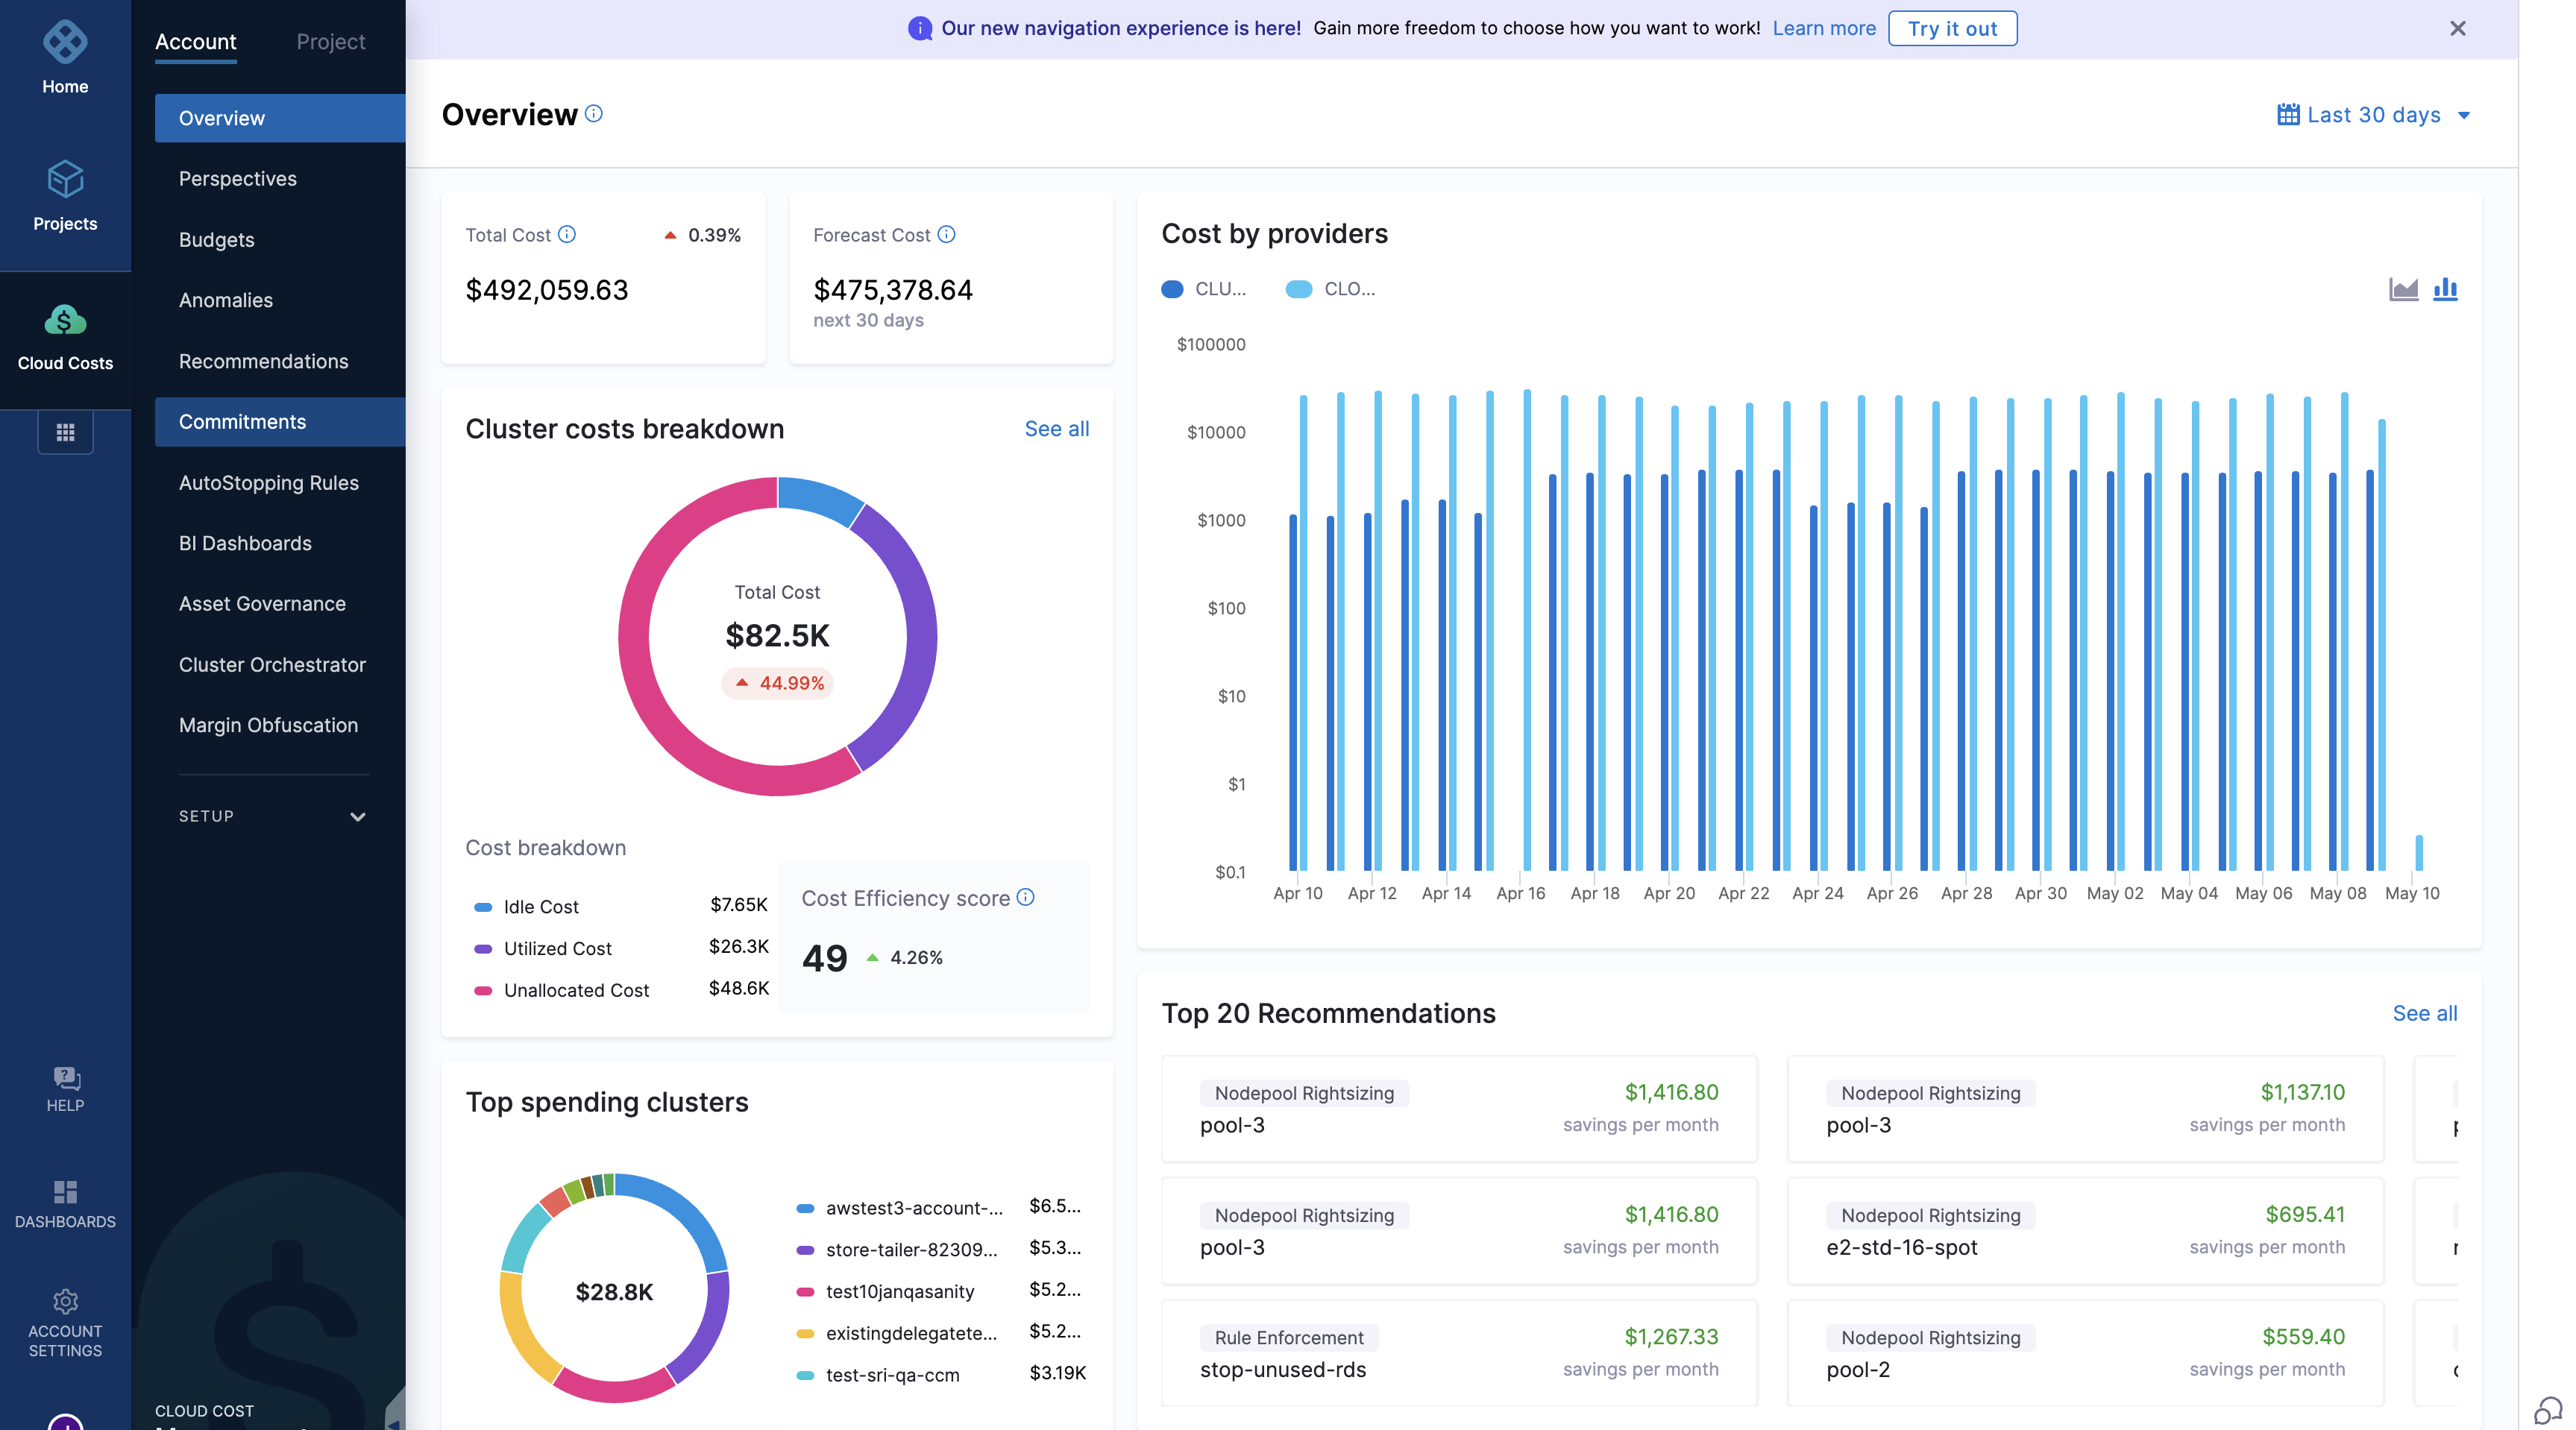 Home
Projects
Cloud Costs
HELP
DASHBOARDS
ACCOUNT
SETTINGS
Account
Project
Overview
Perspectives
Budgets
Anomalies
Recommendations
Commitments
AutoStopping Rules
BI Dashboards
Asset Governance
Cluster Orchestrator
Margin Obfuscation
SETUP
CLOUD COST
Our new navigation experience is here! Gain more freedom to choose how you want to work! Learn more Try it out
Overview
Last 30 days
Total Cost
0.39%
$492,059.63
Forecast Cost
$475,378.64
next 30 days
Cluster costs breakdown
See all
Total Cost
$82.5K
44.99%
Cost breakdown
Idle Cost $7.65K
Utilized Cost $26.3K
Unallocated Cost $48.6K
Cost Efficiency score
49 4.26%
Top spending clusters
$28.8K
awstest3-account-... $6.5...
store-tailer-82309... $5.3...
test10janqasanity $5.2...
existingdelegatete... $5.2...
test-sri-qa-ccm $3.19K
Cost by providers
CLU... CLO...
$100000
$10000
$1000
$100
$10
$1
$0.1
Apr 10 Apr 12 Apr 14 Apr 16 Apr 18 Apr 20 Apr 22 Apr 24 Apr 26 Apr 28 Apr 30 May 02 May 04 May 06 May 08 May 10
Top 20 Recommendations
See all
Nodepool Rightsizing $1,416.80
pool-3 savings per month
Nodepool Rightsizing $1,137.10
pool-3 savings per month
Nodepool Rightsizing $1,416.80
pool-3 savings per month
Nodepool Rightsizing $695.41
e2-std-16-spot savings per month
Rule Enforcement $1,267.33
stop-unused-rds savings per month
Nodepool Rightsizing $559.40
pool-2 savings per month